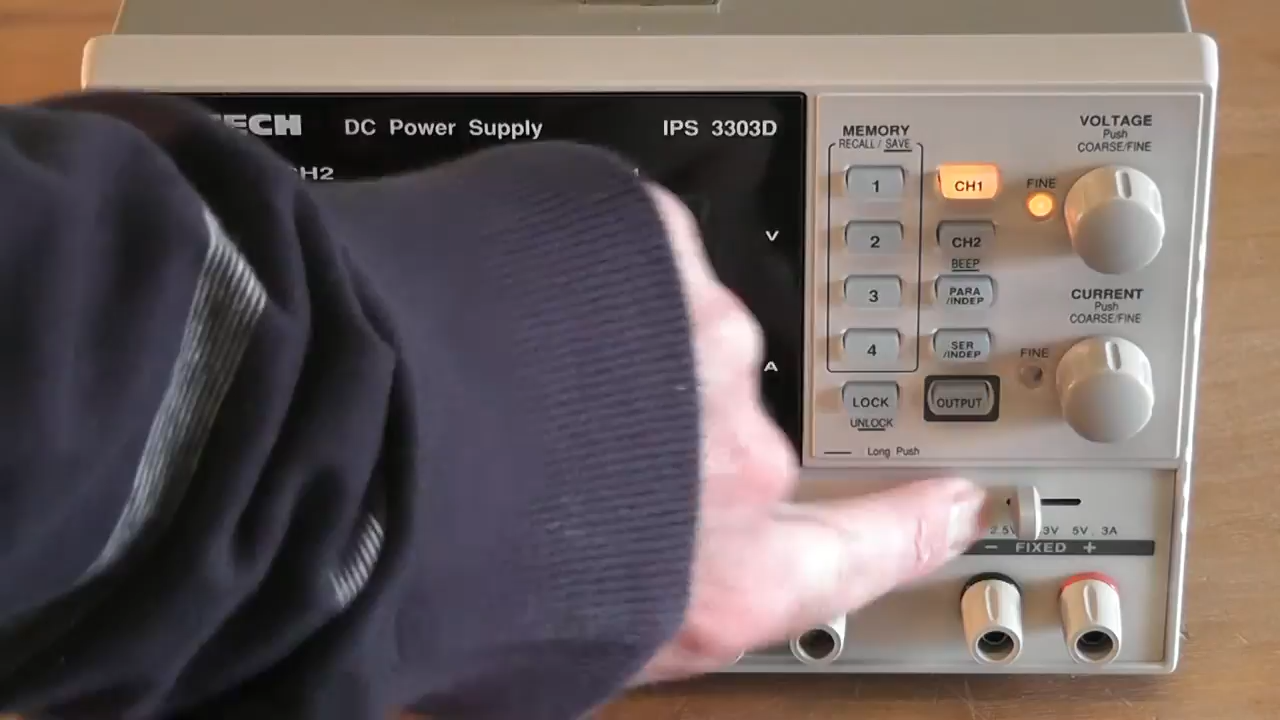 ECH DC Power Supply IPS 3303D
H2
V
A
MEMORY
RECALL / SAVE
1
2
3
4
LOCK
UNLOCK
Long Push
CH1
CH2
BEEP
PARA
/INDEP
SER
/INDEP
OUTPUT
VOLTAGE
Push
COARSE/FINE
FINE
CURRENT
Push
COARSE/FINE
FINE
2.5V 3V 5V . 3A
− FIXED +